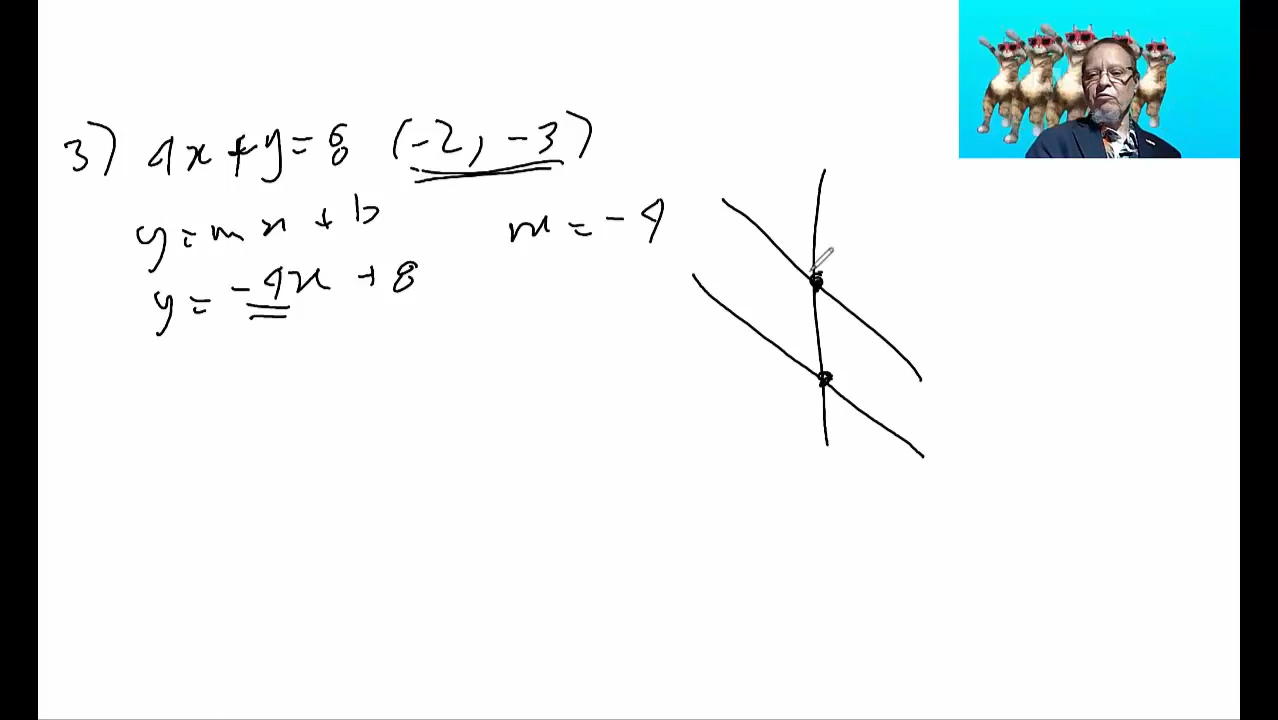 3) 4x + y = 8 (-2, -3)
y = mx + b m = -4
y = -4x + 8